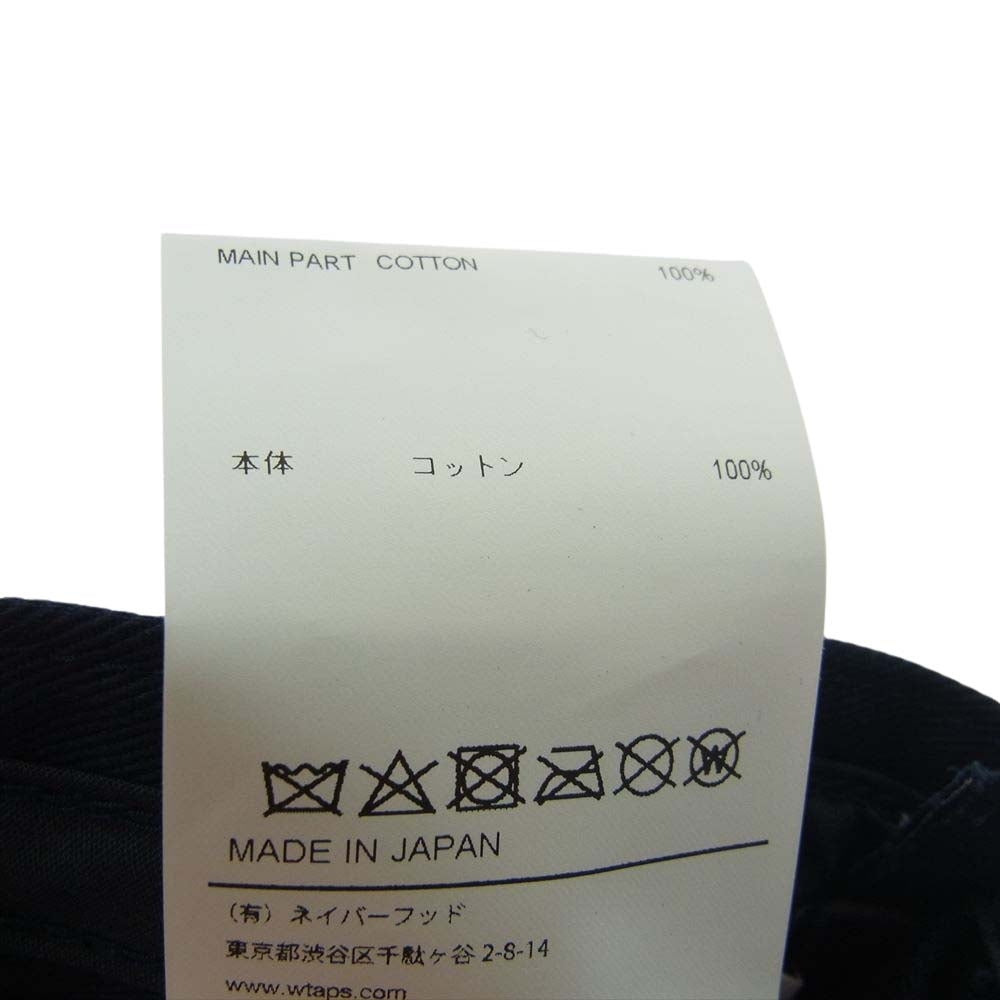 MAIN PART COTTON 100%
本体 コットン 100%
MADE IN JAPAN
(有) ネイバーフッド
東京都渋谷区千駄ヶ谷 2-8-14
www.wtaps.com